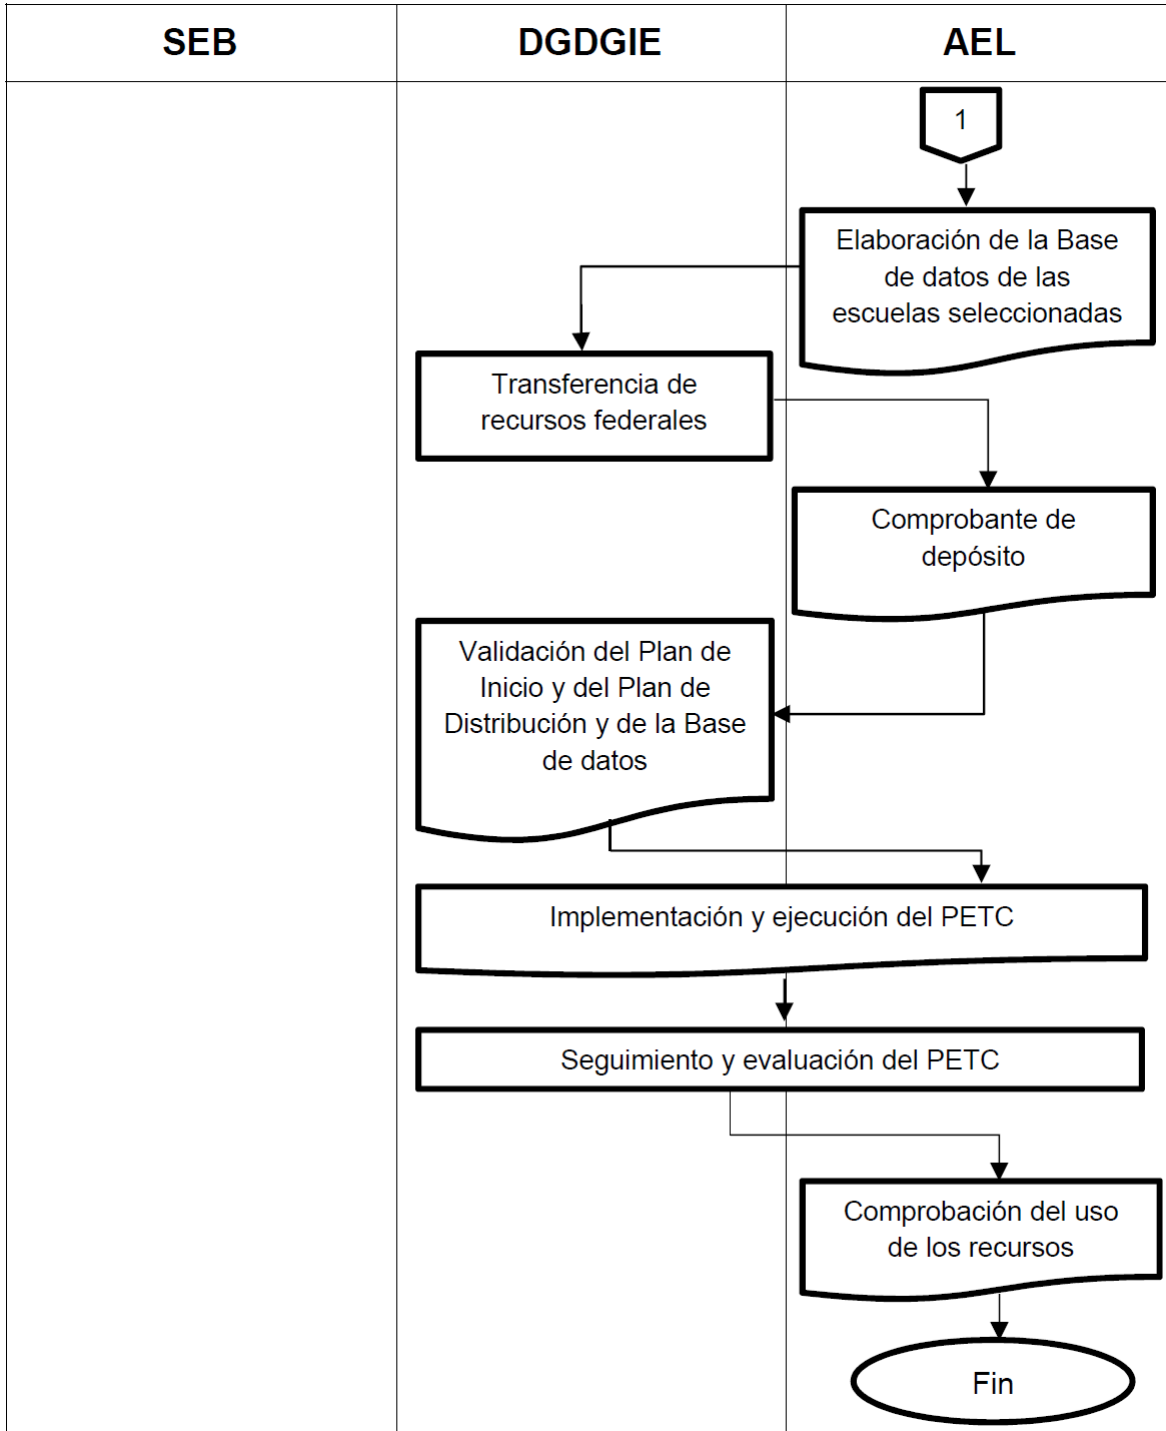 SEB
DGDGIE
AEL
1
Elaboración de la Base
de datos de las
escuelas seleccionadas
Transferencia de
recursos federales
Comprobante de
depósito
Validación del Plan de
Inicio y del Plan de
Distribución y de la Base
de datos
Implementación y ejecución del PETC
Seguimiento y evaluación del PETC
Comprobación del uso
de los recursos
Fin